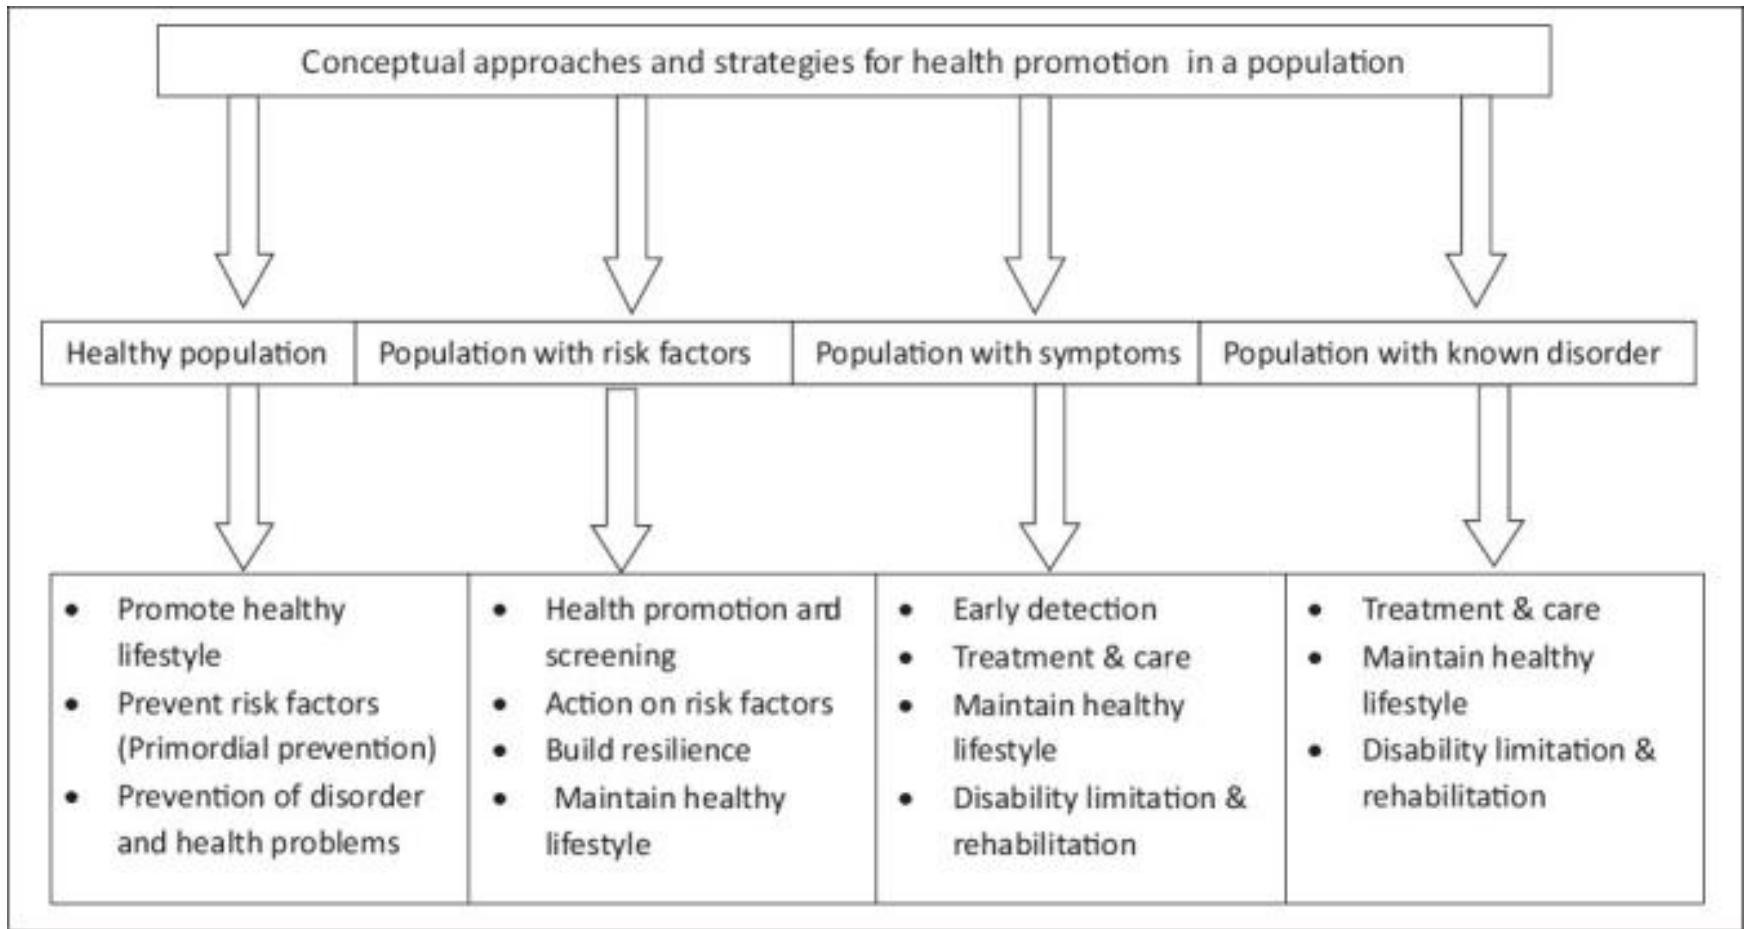 Conceptual approaches and strategies for health promotion in a population
Healthy population
Population with risk factors
Population with symptoms
Population with known disorder
• Promote healthy
lifestyle
• Prevent risk factors
(Primordial prevention)
• Prevention of disorder
and health problems
• Health promotion and
screening
• Action on risk factors
• Build resilience
• Maintain healthy
lifestyle
• Early detection
• Treatment & care
• Maintain healthy
lifestyle
• Disability limitation &
rehabilitation
• Treatment & care
• Maintain healthy
lifestyle
• Disability limitation &
rehabilitation